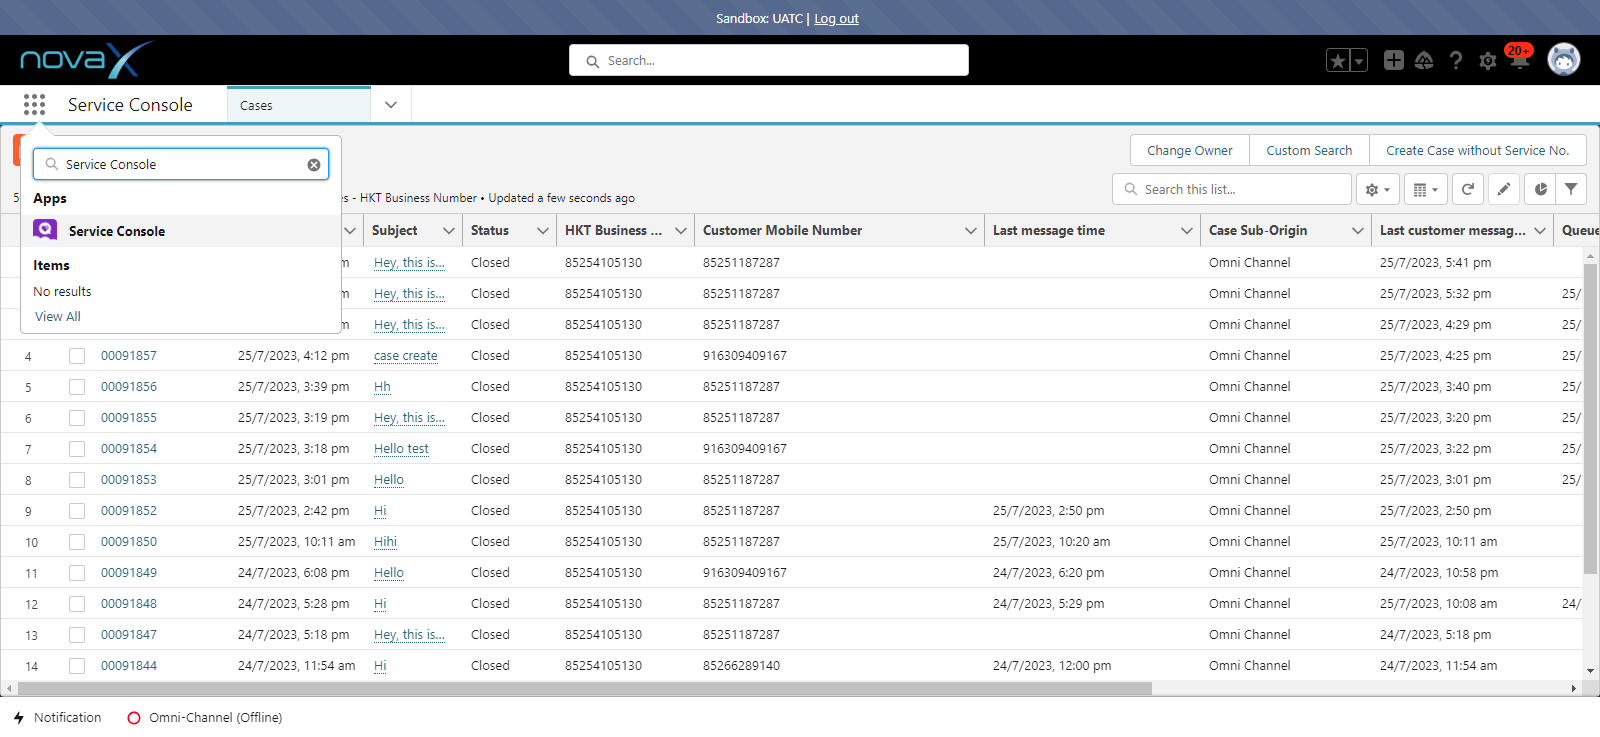 Sandbox: UATC | Log out
novaX
Search...
20+
Service Console
Cases
Service Console
Change Owner
Custom Search
Create Case without Service No.
Apps
- HKT Business Number • Updated a few seconds ago
Search this list...
Service Console
Subject Status HKT Business ... Customer Mobile Number Last message time Case Sub-Origin Last customer messag... Queue
Hey, this is... Closed 85254105130 85251187287 Omni Channel 25/7/2023, 5:41 pm
Items
Hey, this is... Closed 85254105130 85251187287 Omni Channel 25/7/2023, 5:32 pm 25/
No results
Hey, this is... Closed 85254105130 85251187287 Omni Channel 25/7/2023, 4:29 pm 25/
View All
4 00091857 25/7/2023, 4:12 pm case create Closed 85254105130 916309409167 Omni Channel 25/7/2023, 4:25 pm 25/
5 00091856 25/7/2023, 3:39 pm Hh Closed 85254105130 85251187287 Omni Channel 25/7/2023, 3:40 pm 25/
6 00091855 25/7/2023, 3:19 pm Hey, this is... Closed 85254105130 85251187287 Omni Channel 25/7/2023, 3:20 pm 25/
7 00091854 25/7/2023, 3:18 pm Hello test Closed 85254105130 916309409167 Omni Channel 25/7/2023, 3:22 pm 25/
8 00091853 25/7/2023, 3:01 pm Hello Closed 85254105130 85251187287 Omni Channel 25/7/2023, 3:01 pm 25/
9 00091852 25/7/2023, 2:42 pm Hi Closed 85254105130 85251187287 25/7/2023, 2:50 pm Omni Channel 25/7/2023, 2:50 pm
10 00091850 25/7/2023, 10:11 am Hihi Closed 85254105130 85251187287 25/7/2023, 10:20 am Omni Channel 25/7/2023, 10:11 am
11 00091849 24/7/2023, 6:08 pm Hello Closed 85254105130 916309409167 24/7/2023, 6:20 pm Omni Channel 24/7/2023, 10:58 pm
12 00091848 24/7/2023, 5:28 pm Hi Closed 85254105130 85251187287 24/7/2023, 5:29 pm Omni Channel 25/7/2023, 10:08 am 24/
13 00091847 24/7/2023, 5:18 pm Hey, this is... Closed 85254105130 85251187287 Omni Channel 24/7/2023, 5:18 pm
14 00091844 24/7/2023, 11:54 am Hi Closed 85254105130 85266289140 24/7/2023, 12:00 pm Omni Channel 24/7/2023, 11:54 am
Notification Omni-Channel (Offline)